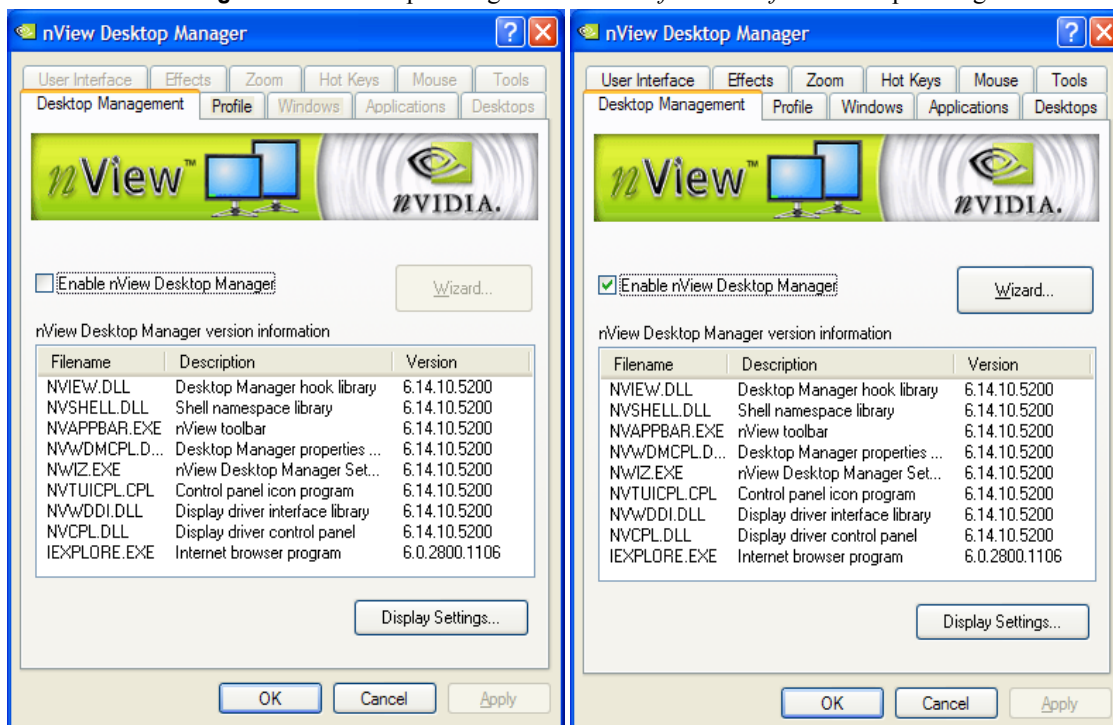 nView Desktop Manager
User Interface Effects Zoom Hot Keys Mouse Tools
Desktop Management Profile Windows Applications Desktops
nView™ nVIDIA.
Enable nView Desktop Manager Wizard...
nView Desktop Manager version information
Filename Description Version
NVIEW.DLL Desktop Manager hook library 6.14.10.5200
NVSHELL.DLL Shell namespace library 6.14.10.5200
NVAPPBAR.EXE nView toolbar 6.14.10.5200
NVWDMCPL.D... Desktop Manager properties ... 6.14.10.5200
NWIZ.EXE nView Desktop Manager Set... 6.14.10.5200
NVTUICPL.CPL Control panel icon program 6.14.10.5200
NVWDDI.DLL Display driver interface library 6.14.10.5200
NVCPL.DLL Display driver control panel 6.14.10.5200
IEXPLORE.EXE Internet browser program 6.0.2800.1106
Display Settings...
OK Cancel Apply
nView Desktop Manager
User Interface Effects Zoom Hot Keys Mouse Tools
Desktop Management Profile Windows Applications Desktops
nView™ nVIDIA.
Enable nView Desktop Manager Wizard...
nView Desktop Manager version information
Filename Description Version
NVIEW.DLL Desktop Manager hook library 6.14.10.5200
NVSHELL.DLL Shell namespace library 6.14.10.5200
NVAPPBAR.EXE nView toolbar 6.14.10.5200
NVWDMCPL.D... Desktop Manager properties ... 6.14.10.5200
NWIZ.EXE nView Desktop Manager Set... 6.14.10.5200
NVTUICPL.CPL Control panel icon program 6.14.10.5200
NVWDDI.DLL Display driver interface library 6.14.10.5200
NVCPL.DLL Display driver control panel 6.14.10.5200
IEXPLORE.EXE Internet browser program 6.0.2800.1106
Display Settings...
OK Cancel Apply